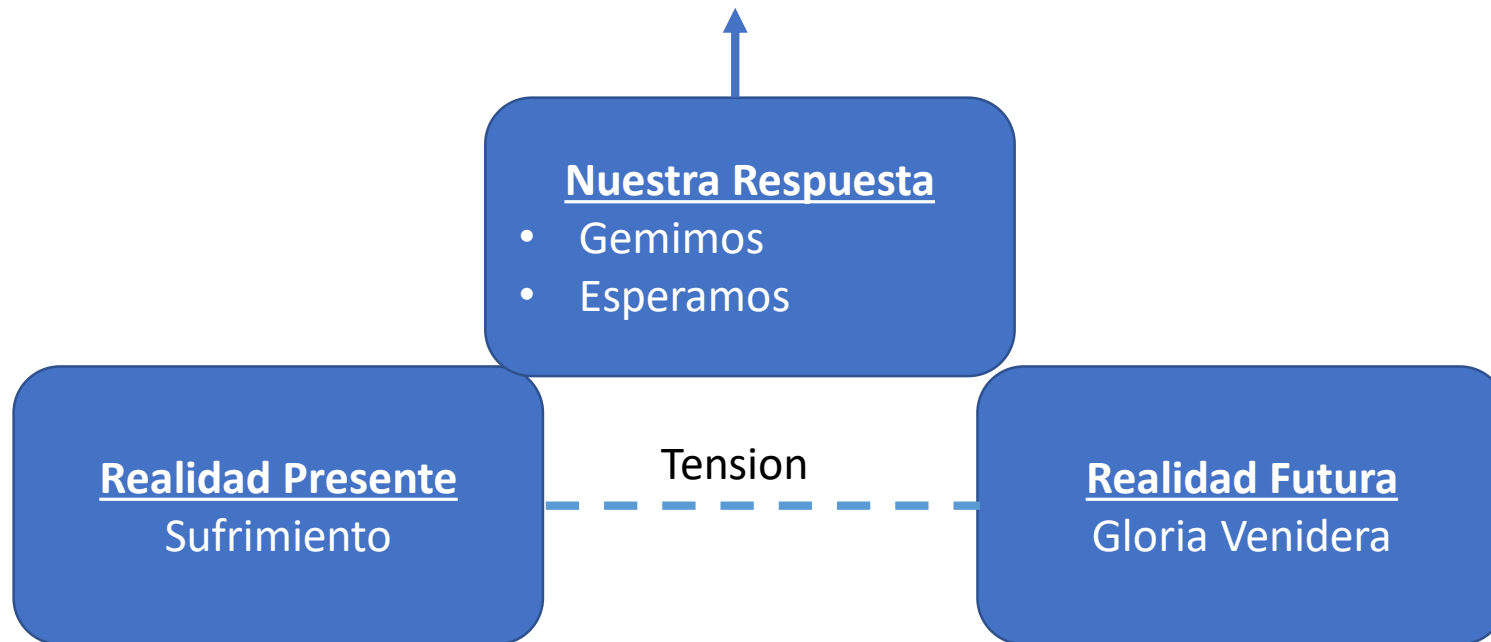 Nuestra Respuesta
• Gemimos
• Esperamos
Realidad Presente
Sufrimiento
Tension
Realidad Futura
Gloria Venidera